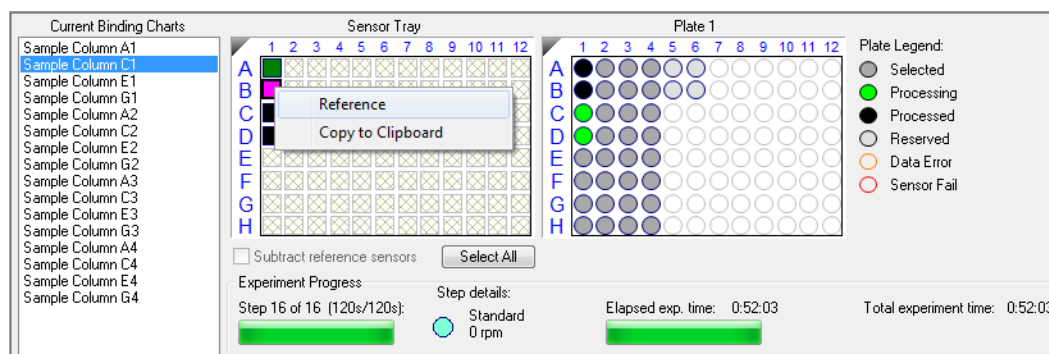 Current Binding Charts
Sample Column A1
Sample Column C1
Sample Column E1
Sample Column G1
Sample Column A2
Sample Column C2
Sample Column E2
Sample Column G2
Sample Column A3
Sample Column C3
Sample Column E3
Sample Column G3
Sample Column A4
Sample Column C4
Sample Column E4
Sample Column G4
Sensor Tray
1 2 3 4 5 6 7 8 9 10 11 12
A
B
C
D
E
F
G
H
Reference
Copy to Clipboard
Plate 1
1 2 3 4 5 6 7 8 9 10 11 12
A
B
C
D
E
F
G
H
Plate Legend:
Selected
Processing
Processed
Reserved
Data Error
Sensor Fail
Subtract reference sensors
Select All
Experiment Progress
Step 16 of 16 (120s/120s):
Step details:
Standard
0 rpm
Elapsed exp. time: 0:52:03
Total experiment time: 0:52:03